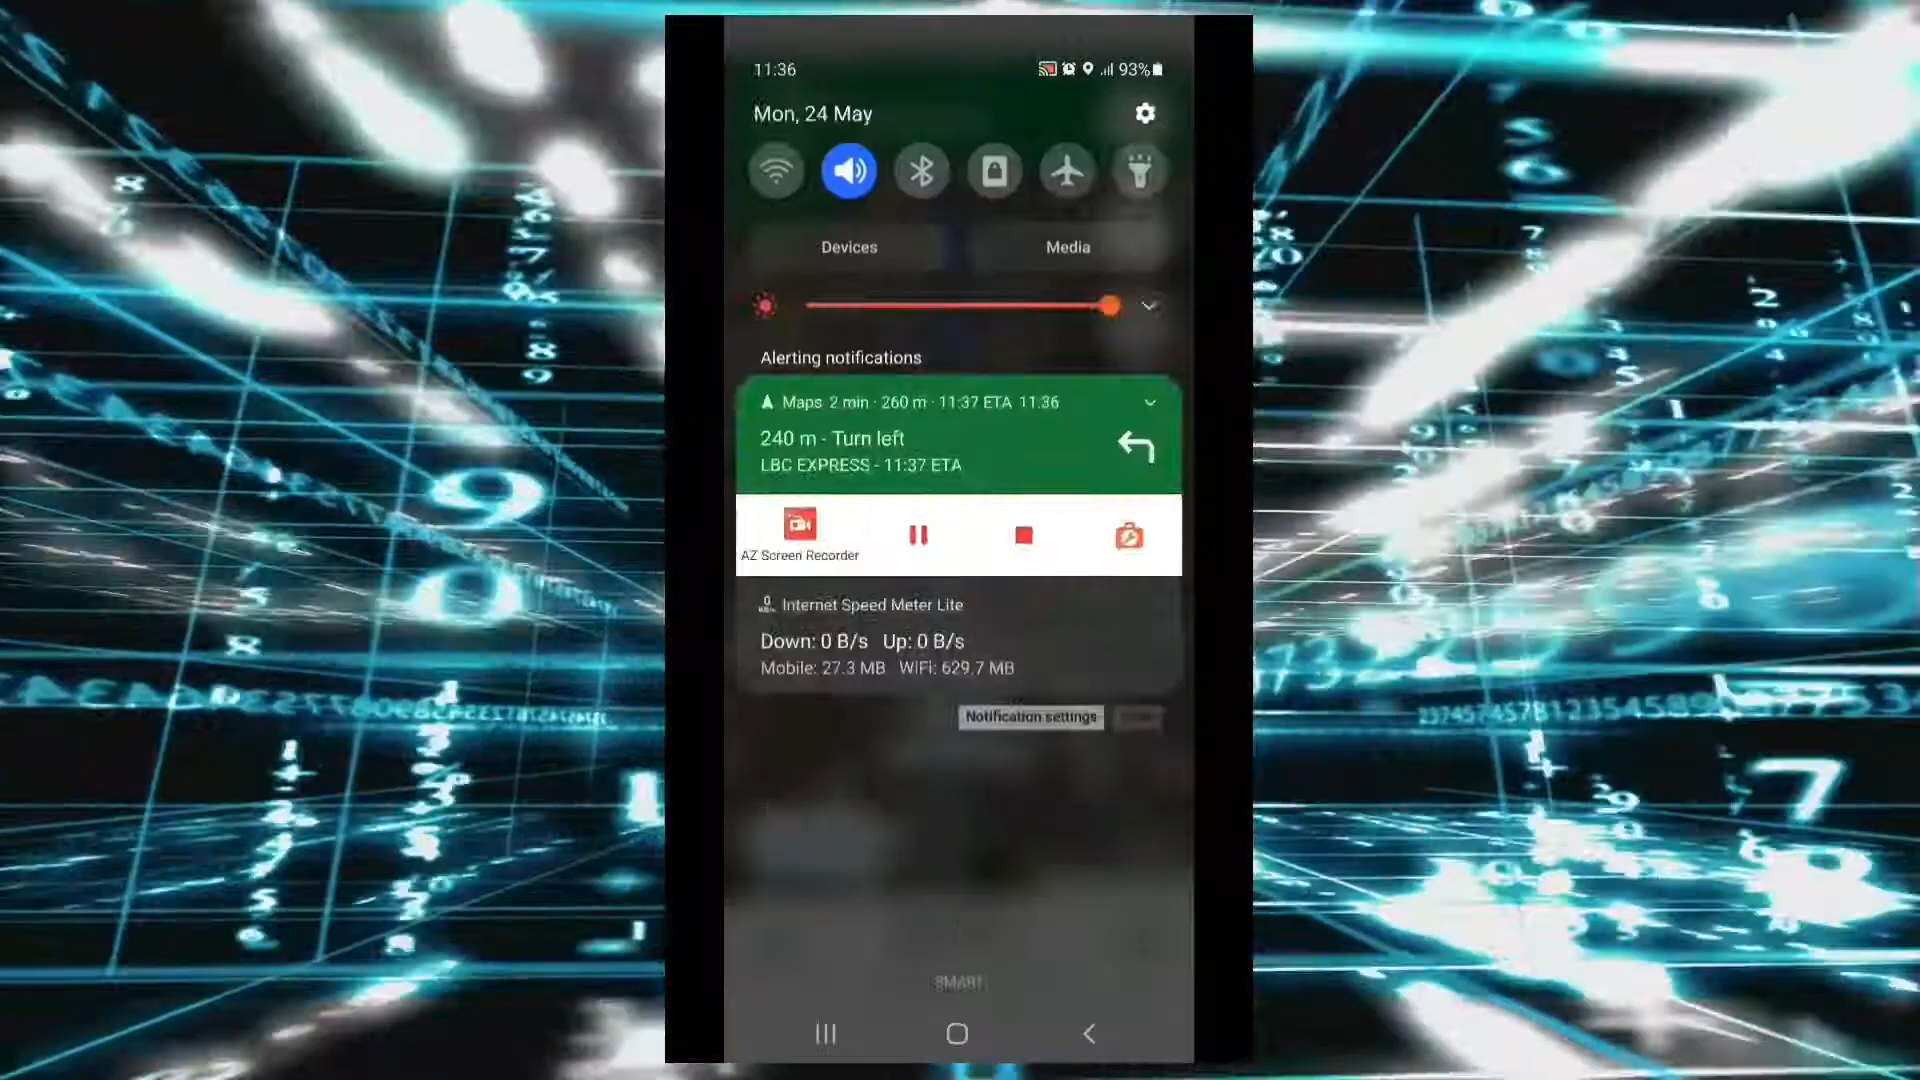 11:36
93%
Mon, 24 May
Devices
Media
Alerting notifications
Maps 2 min · 260 m · 11:37 ETA 11:36
240 m - Turn left
LBC EXPRESS - 11:37 ETA
AZ Screen Recorder
Internet Speed Meter Lite
Down: 0 B/s Up: 0 B/s
Mobile: 27.3 MB WiFi: 629.7 MB
Notification settings
SMART